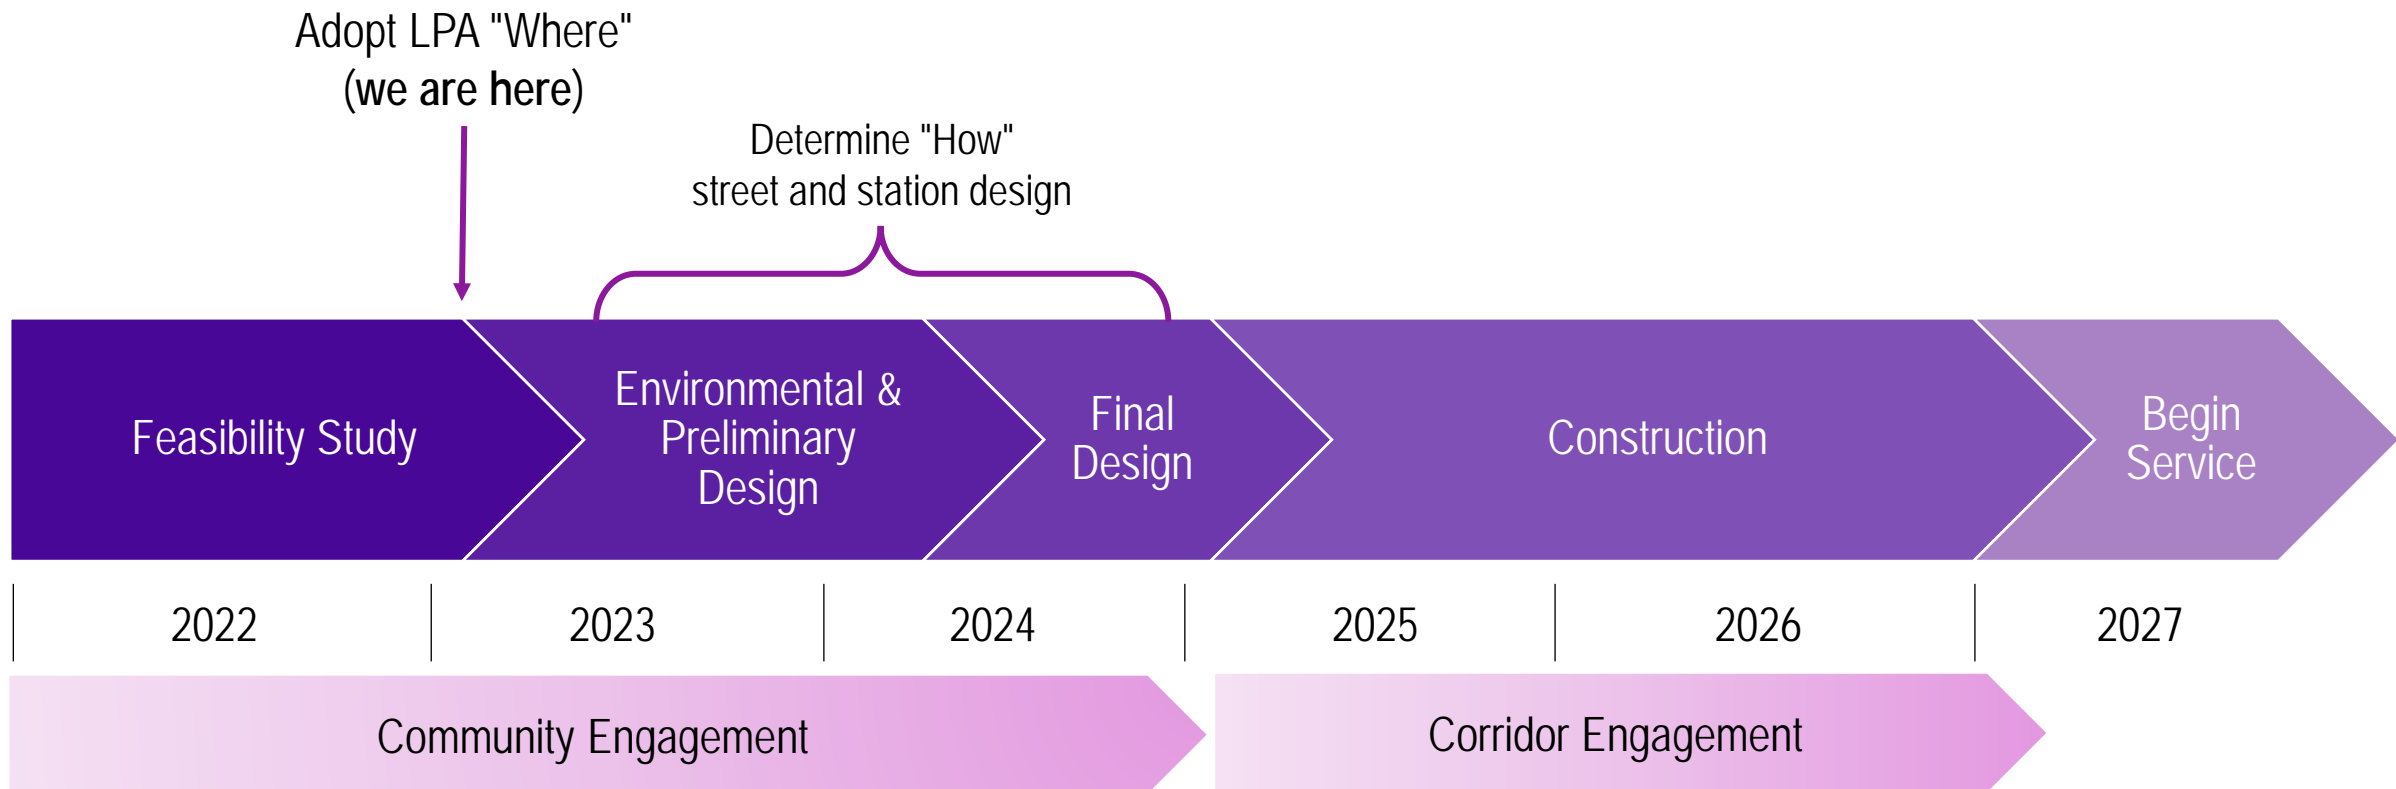 Adopt LPA "Where"
(we are here)
Determine "How"
street and station design
Feasibility Study
Environmental &
Preliminary
Design
Final
Design
Construction
Begin
Service
2022
2023
2024
2025
2026
2027
Community Engagement
Corridor Engagement